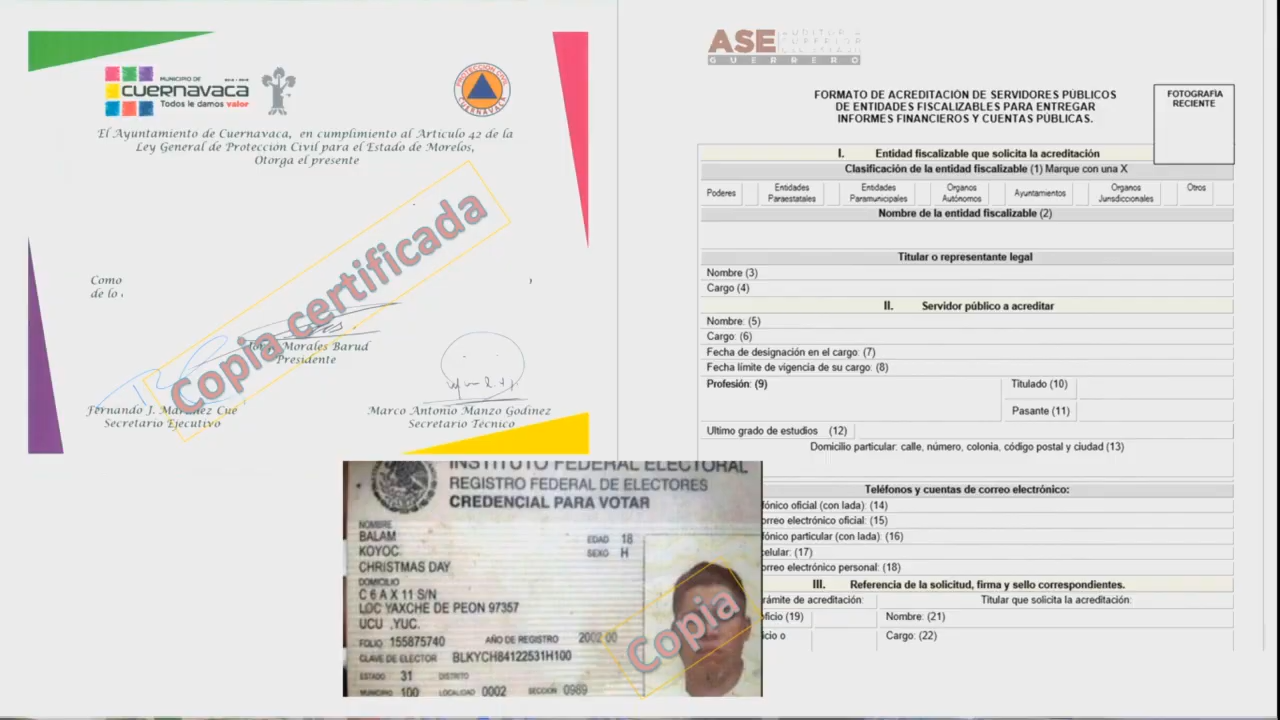 MUNICIPIO DE
CUERNAVACA
Todos le damos valor
PROTECCIÓN CIVIL
CUERNAVACA
El Ayuntamiento de Cuernavaca, en cumplimiento al Articulo 42 de la
Ley General de Protección Civil para el Estado de Morelos,
Otorga el presente
Como
de lo
Copia certificada
Jorge Morales Barud
Presidente
Fernando J. Martínez Cue
Secretario Ejecutivo
Marco Antonio Manzo Godínez
Secretario Técnico
ASE AUDITORÍA
SUPERIOR
DEL ESTADO
GUERRERO
FORMATO DE ACREDITACIÓN DE SERVIDORES PÚBLICOS
DE ENTIDADES FISCALIZABLES PARA ENTREGAR
INFORMES FINANCIEROS Y CUENTAS PÚBLICAS.
FOTOGRAFÍA
RECIENTE
I. Entidad fiscalizable que solicita la acreditación
Clasificación de la entidad fiscalizable (1) Marque con una X
Poderes Entidades Paraestatales Entidades Paramunicipales Organos Autónomos Ayuntamientos Organos Jurisdiccionales Otros
Nombre de la entidad fiscalizable (2)
Titular o representante legal
Nombre (3)
Cargo (4)
II. Servidor público a acreditar
Nombre: (5)
Cargo: (6)
Fecha de designación en el cargo: (7)
Fecha límite de vigencia de su cargo: (8)
Profesión: (9) Titulado (10)
Pasante (11)
Ultimo grado de estudios (12)
Domicilio particular: calle, número, colonia, código postal y ciudad (13)
Teléfonos y cuentas de correo electrónico:
fónico oficial (con lada): (14)
orreo electrónico oficial: (15)
fónico particular (con lada): (16)
celular: (17)
orreo electrónico personal: (18)
III. Referencia de la solicitud, firma y sello correspondientes.
rámite de acreditación: Titular que solicita la acreditación:
oficio (19) Nombre: (21)
icio o Cargo: (22)
INSTITUTO FEDERAL ELECTORAL
REGISTRO FEDERAL DE ELECTORES
CREDENCIAL PARA VOTAR
NOMBRE
BALAM
KOYOC
CHRISTMAS DAY
EDAD 18
SEXO H
DOMICILIO
C 6 A X 11 S/N
LOC YAXCHE DE PEON 97357
UCU ,YUC.
FOLIO 155875740 AÑO DE REGISTRO 2002 00
CLAVE DE ELECTOR BLKYCH84122531H100
ESTADO 31 DISTRITO
MUNICIPIO 100 LOCALIDAD 0002 SECCION 0989
Copia